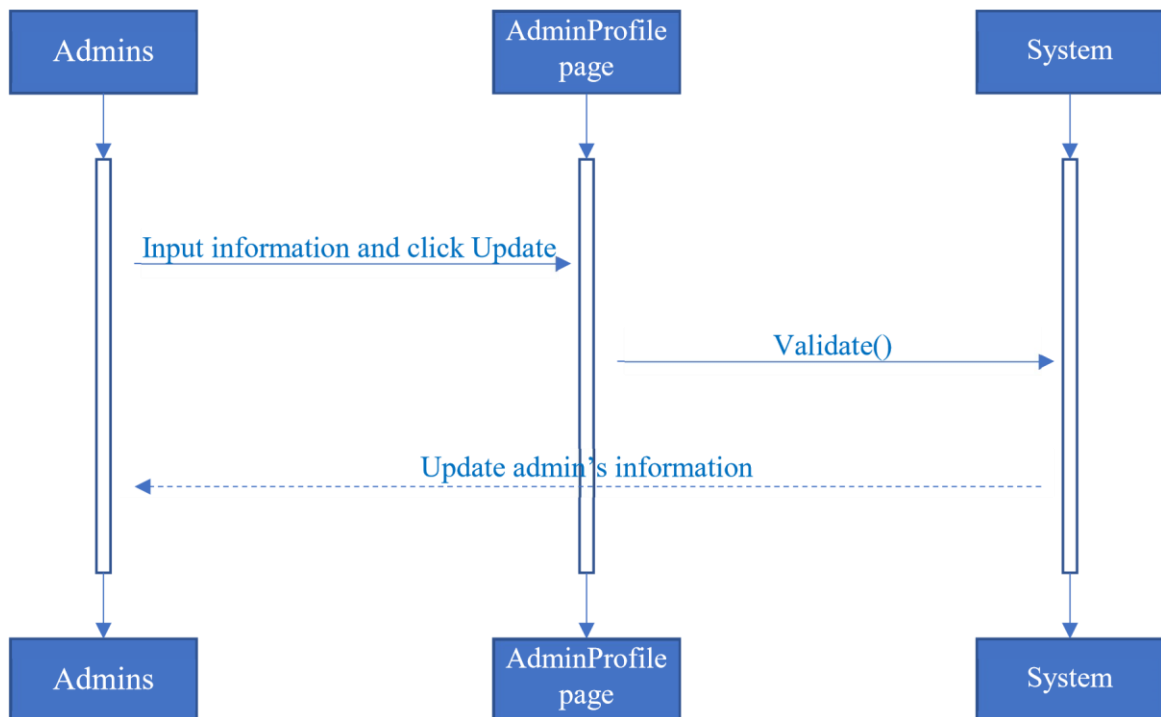 Admins
AdminProfile
page
System
Input information and click Update
Validate()
Update admin’s information
Admins
AdminProfile
page
System